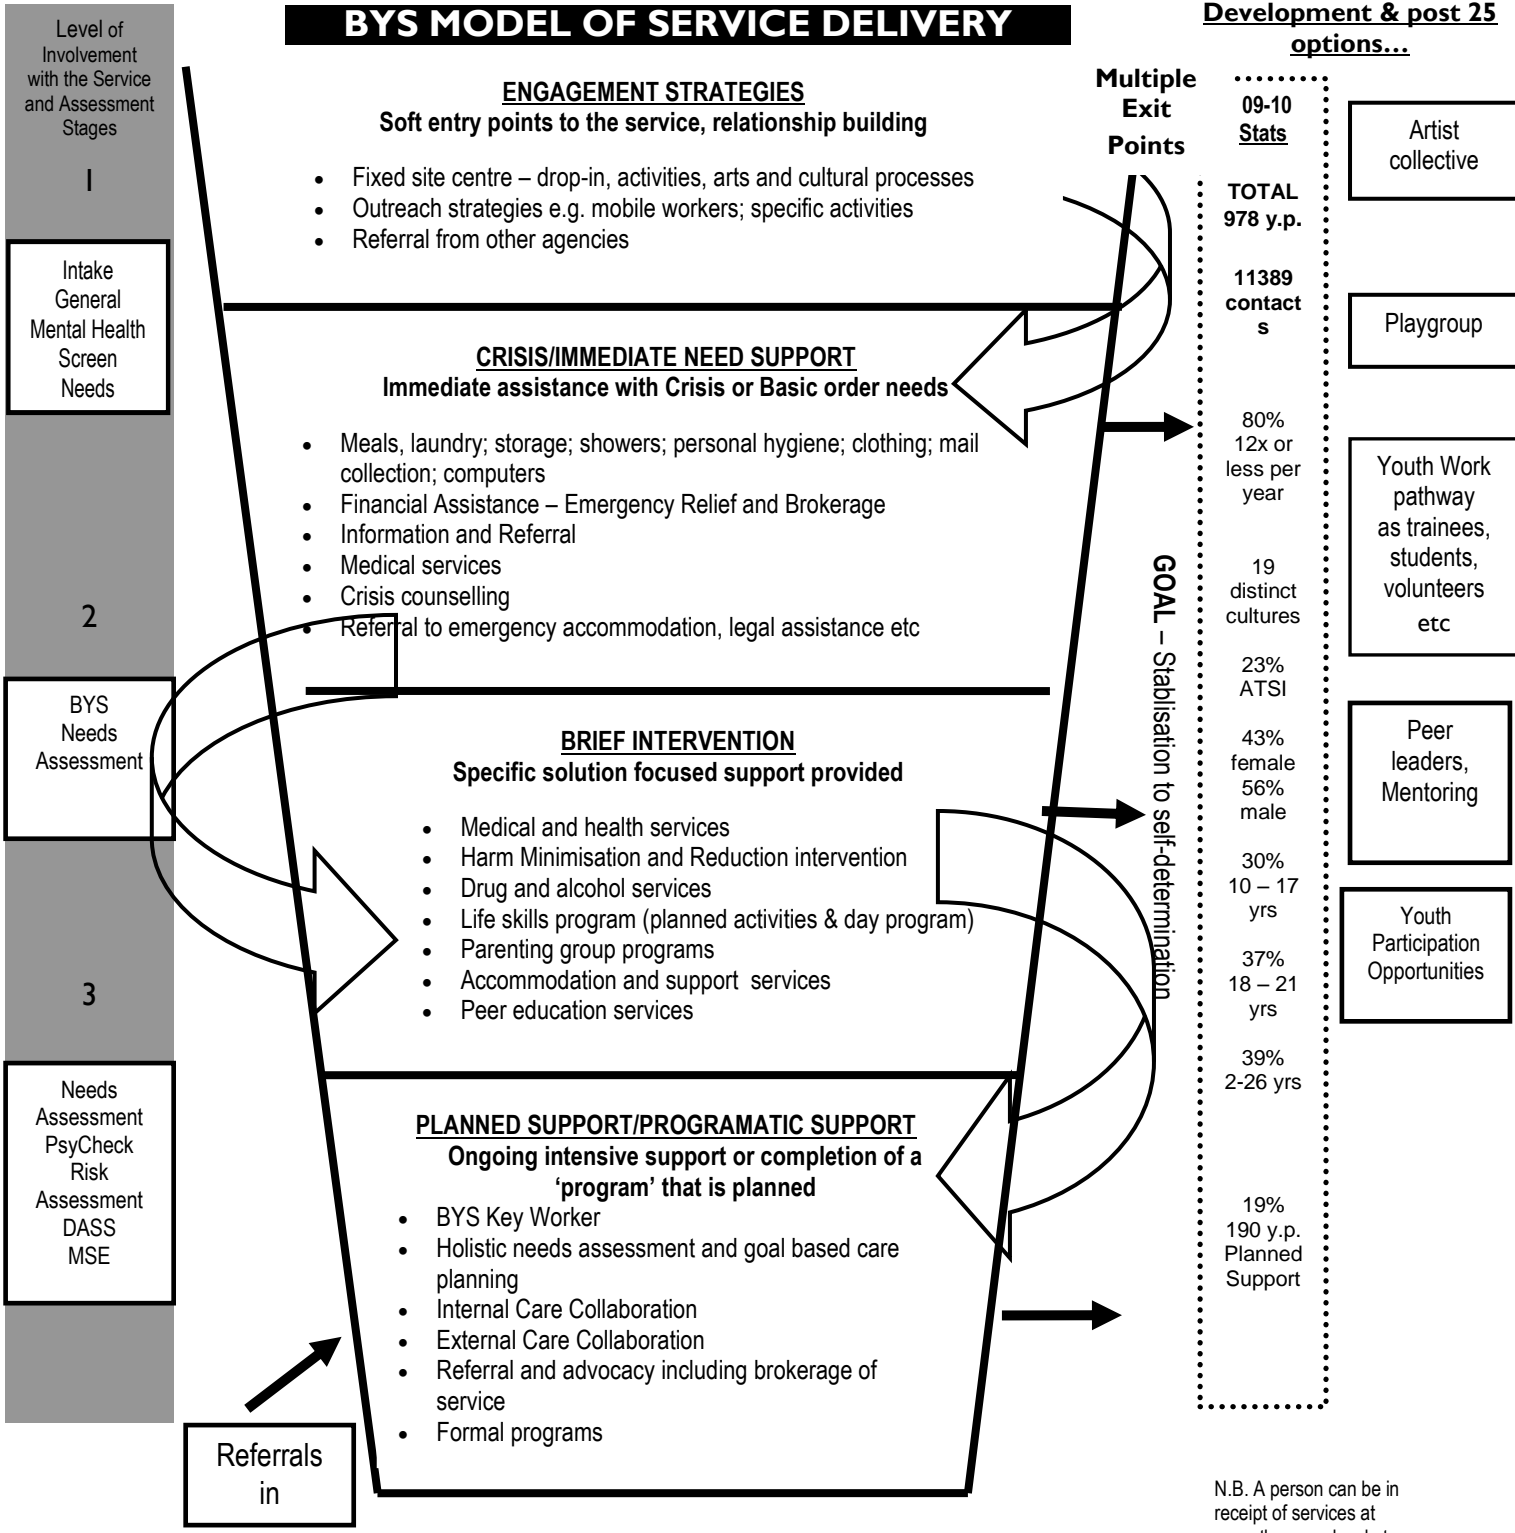 BYS MODEL OF SERVICE DELIVERY
Development & post 25
options…
Level of
Involvement
with the Service
and Assessment
Stages
1
Intake
General
Mental Health
Screen
Needs
2
BYS
Needs
Assessment
3
Needs
Assessment
PsyCheck
Risk
Assessment
DASS
MSE
Referrals
in
ENGAGEMENT STRATEGIES
Soft entry points to the service, relationship building
• Fixed site centre – drop-in, activities, arts and cultural processes
• Outreach strategies e.g. mobile workers; specific activities
• Referral from other agencies
CRISIS/IMMEDIATE NEED SUPPORT
Immediate assistance with Crisis or Basic order needs
• Meals, laundry; storage; showers; personal hygiene; clothing; mail
collection; computers
• Financial Assistance – Emergency Relief and Brokerage
• Information and Referral
• Medical services
• Crisis counselling
• Referral to emergency accommodation, legal assistance etc
BRIEF INTERVENTION
Specific solution focused support provided
• Medical and health services
• Harm Minimisation and Reduction intervention
• Drug and alcohol services
• Life skills program (planned activities & day program)
• Parenting group programs
• Accommodation and support services
• Peer education services
PLANNED SUPPORT/PROGRAMATIC SUPPORT
Ongoing intensive support or completion of a
‘program’ that is planned
• BYS Key Worker
• Holistic needs assessment and goal based care
planning
• Internal Care Collaboration
• External Care Collaboration
• Referral and advocacy including brokerage of
service
• Formal programs
Multiple
Exit
Points
GOAL – Stablisation to self-determination
09-10
Stats
TOTAL
978 y.p.
11389
contact
s
80%
12x or
less per
year
19
distinct
cultures
23%
ATSI
43%
female
56%
male
30%
10 – 17
yrs
37%
18 – 21
yrs
39%
2-26 yrs
19%
190 y.p.
Planned
Support
Artist
collective
Playgroup
Youth Work
pathway
as trainees,
students,
volunteers
etc
Peer
leaders,
Mentoring
Youth
Participation
Opportunities
N.B. A person can be in
receipt of services at